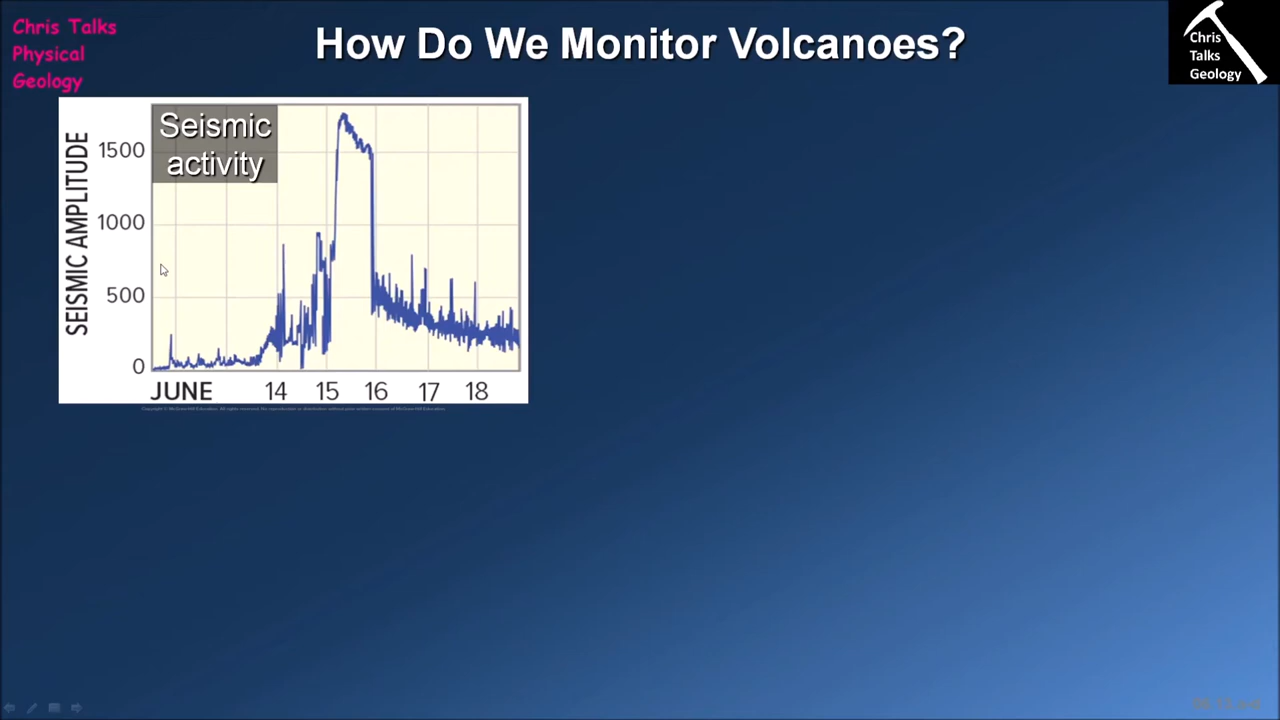 Chris Talks
Physical
Geology
How Do We Monitor Volcanoes?
Chris
Talks
Geology
Seismic
activity
SEISMIC AMPLITUDE
1500
1000
500
0
JUNE 14 15 16 17 18